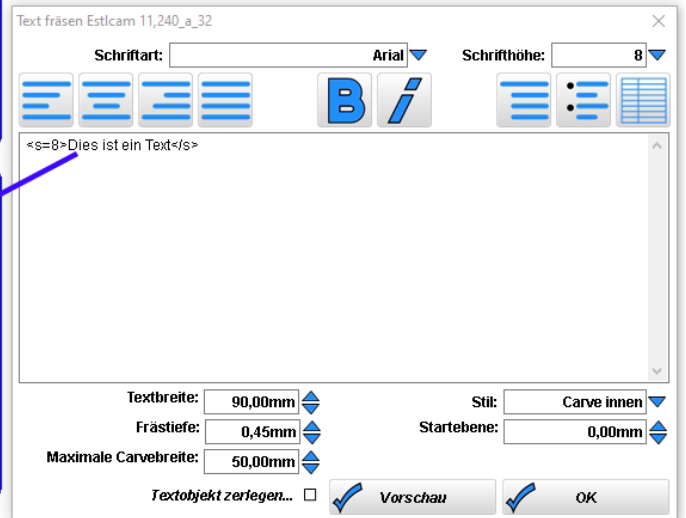 Text fräsen Estlcam 11,240_a_32
Schriftart: Arial Schrifthöhe: 8
B i
<s=8>Dies ist ein Text</s>
Textbreite: 90,00mm Stil: Carve innen
Frästiefe: 0,45mm Startebene: 0,00mm
Maximale Carvebreite: 50,00mm
Textobjekt zerlegen... Vorschau OK